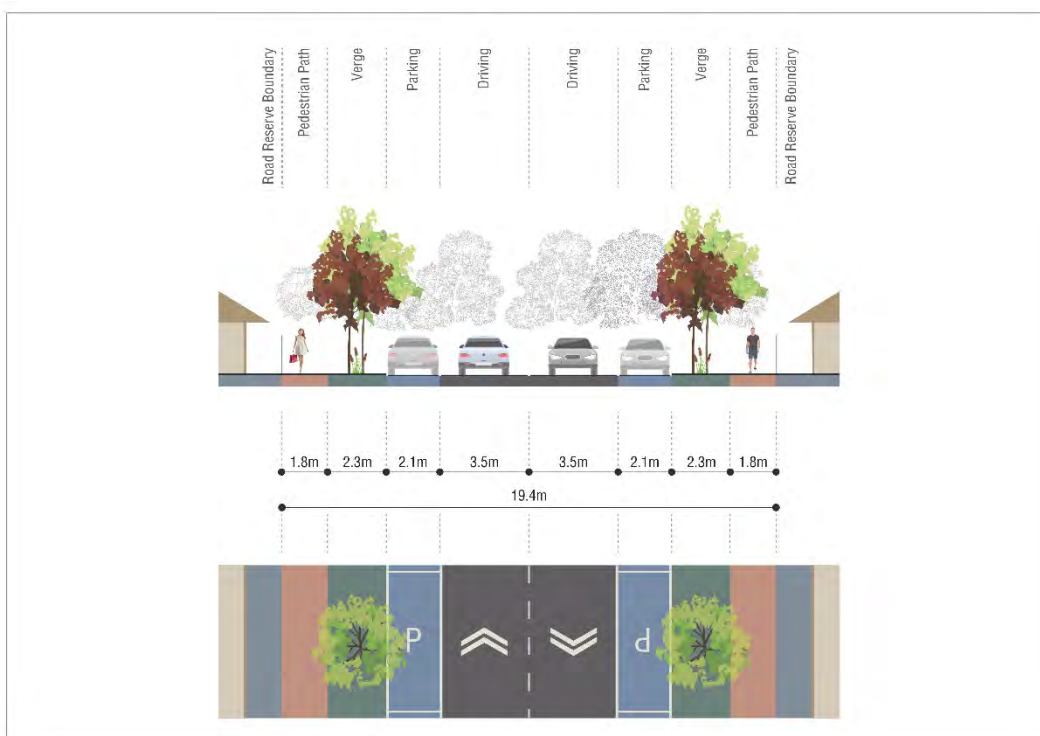 Road Reserve Boundary
Pedestrian Path
Verge
Parking
Driving
Driving
Parking
Verge
Pedestrian Path
Road Reserve Boundary
1.8m 2.3m 2.1m 3.5m 3.5m 2.1m 2.3m 1.8m
19.4m
P P